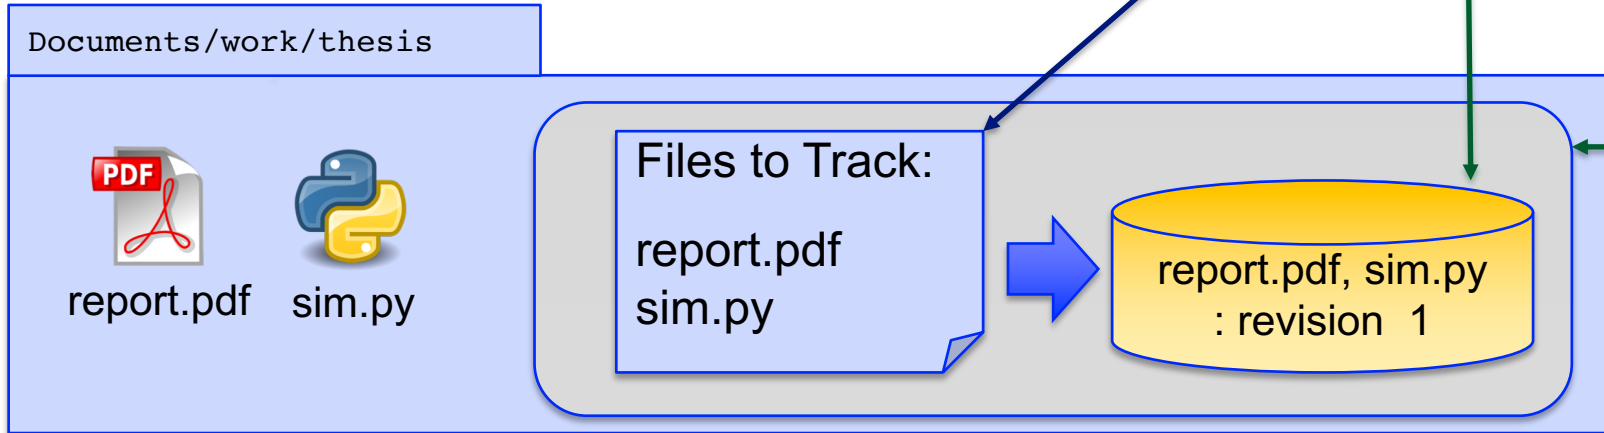 Documents/work/thesis
PDF
report.pdf
sim.py
Files to Track:
report.pdf
sim.py
report.pdf, sim.py
: revision 1